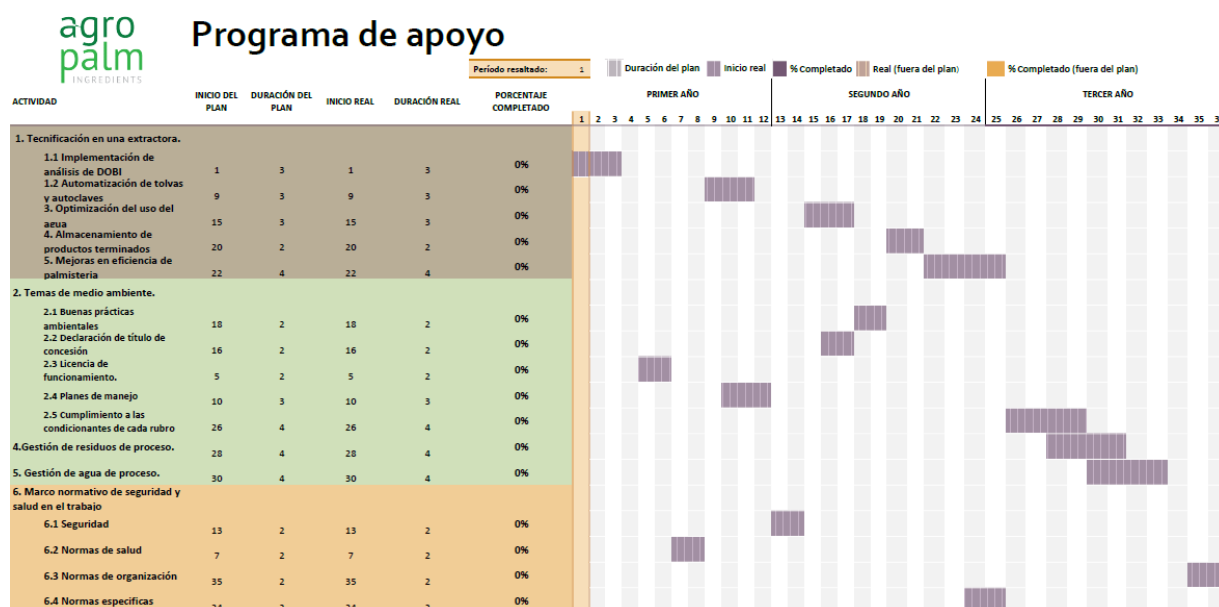 agro
palm
INGREDIENTS
Programa de apoyo
Período resaltado: 1 Duración del plan Inicio real % Completado Real (fuera del plan) % Completado (fuera del plan)
ACTIVIDAD INICIO DEL PLAN DURACIÓN DEL PLAN INICIO REAL DURACIÓN REAL PORCENTAJE COMPLETADO PRIMER AÑO SEGUNDO AÑO TERCER AÑO
1 2 3 4 5 6 7 8 9 10 11 12 13 14 15 16 17 18 19 20 21 22 23 24 25 26 27 28 29 30 31 32 33 34 35
1. Tecnificación en una extractora.
1.1 Implementación de
análisis de DOBI 1 3 1 3 0%
1.2 Automatización de tolvas
y autoclaves 9 3 9 3 0%
3. Optimización del uso del
agua 15 3 15 3 0%
4. Almacenamiento de
productos terminados 20 2 20 2 0%
5. Mejoras en eficiencia de
palmisteria 22 4 22 4 0%
2. Temas de medio ambiente.
2.1 Buenas prácticas
ambientales 18 2 18 2 0%
2.2 Declaración de título de
concesión 16 2 16 2 0%
2.3 Licencia de
funcionamiento. 5 2 5 2 0%
2.4 Planes de manejo 10 3 10 3 0%
2.5 Cumplimiento a las
condicionantes de cada rubro 26 4 26 4 0%
4.Gestión de residuos de proceso. 28 4 28 4 0%
5. Gestión de agua de proceso. 30 4 30 4 0%
6. Marco normativo de seguridad y
salud en el trabajo
6.1 Seguridad 13 2 13 2 0%
6.2 Normas de salud 7 2 7 2 0%
6.3 Normas de organización 35 2 35 2 0%
6.4 Normas especificas 0%